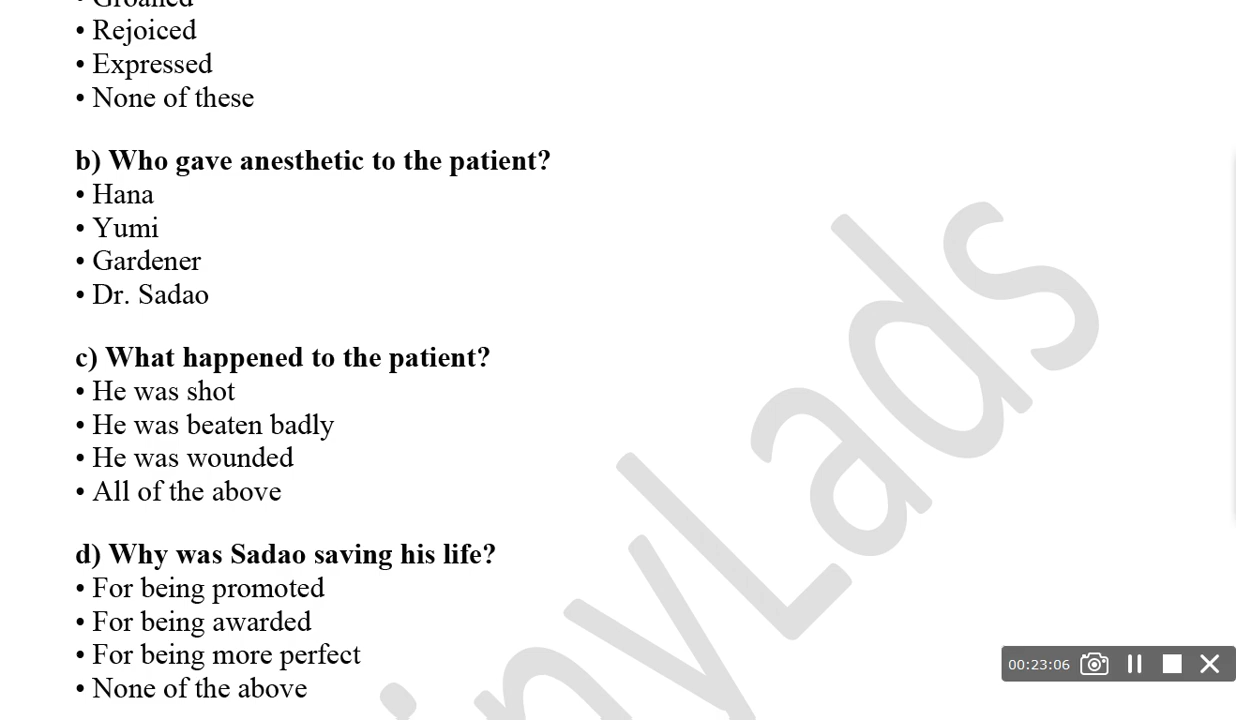 • Groaned
• Rejoiced
• Expressed
• None of these
b) Who gave anesthetic to the patient?
• Hana
• Yumi
• Gardener
• Dr. Sadao
c) What happened to the patient?
• He was shot
• He was beaten badly
• He was wounded
• All of the above
d) Why was Sadao saving his life?
• For being promoted
• For being awarded
• For being more perfect
• None of the above
inyLads
00:23:06